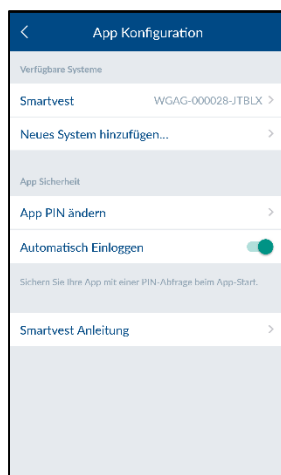 App Konfiguration
Verfügbare Systeme
Smartvest WGAG-000028-JTBLX
Neues System hinzufügen...
App Sicherheit
App PIN ändern
Automatisch Einloggen
Sichern Sie Ihre App mit einer PIN-Abfrage beim App-Start.
Smartvest Anleitung